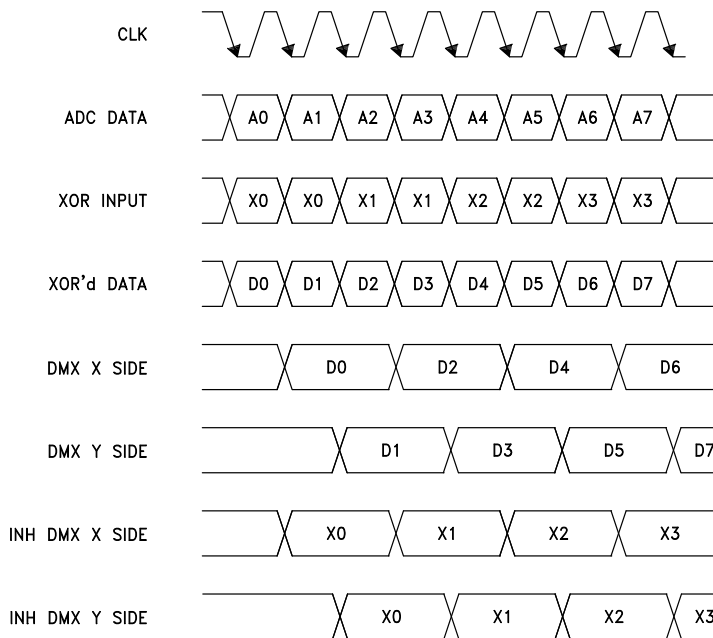 CLK
ADC DATA A0 A1 A2 A3 A4 A5 A6 A7
XOR INPUT X0 X0 X1 X1 X2 X2 X3 X3
XOR'd DATA D0 D1 D2 D3 D4 D5 D6 D7
DMX X SIDE D0 D2 D4 D6
DMX Y SIDE D1 D3 D5 D7
INH DMX X SIDE X0 X1 X2 X3
INH DMX Y SIDE X0 X1 X2 X3